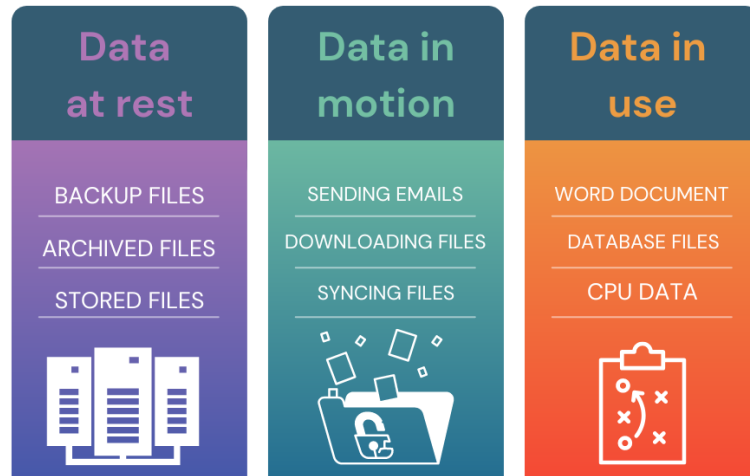 Data
at rest
BACKUP FILES
ARCHIVED FILES
STORED FILES
Data in
motion
SENDING EMAILS
DOWNLOADING FILES
SYNCING FILES
Data in
use
WORD DOCUMENT
DATABASE FILES
CPU DATA